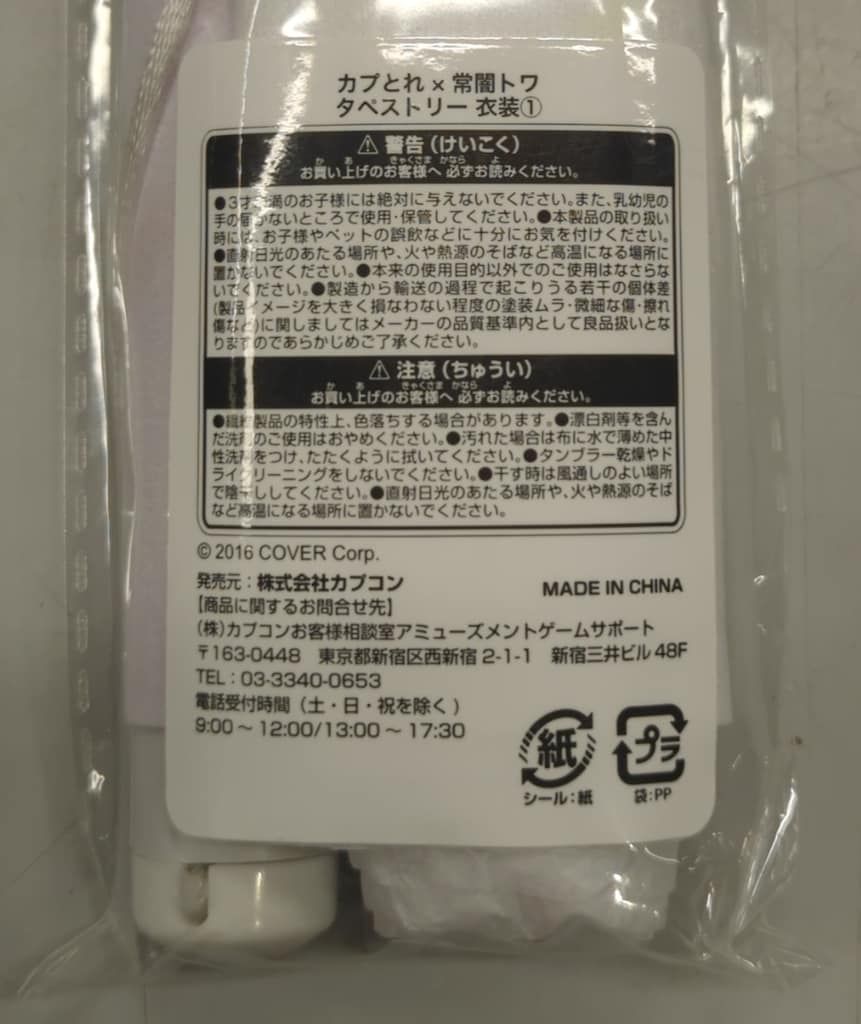 カプとれ × 常闇トワ
タペストリー 衣装①
⚠ 警告（けいこく）
お買い上げのお客様へ 必ずお読みください。
●3才未満のお子様には絶対に与えないでください。また、乳幼児の
手の届かないところで使用・保管してください。●本製品の取り扱い
時には、お子様やペットの誤飲などに十分にお気を付けください。
●直射日光のあたる場所や、火や熱源のそばなど高温になる場所に
置かないでください。●本来の使用目的以外でのご使用はなさらな
いでください。●製造から輸送の過程で起こりうる若干の個体差
(製品イメージを大きく損なわない程度の塗装ムラ・微細な傷・擦れ
傷など)に関しましてはメーカーの品質基準内として良品扱いとな
りますのであらかじめご了承ください。
⚠ 注意（ちゅうい）
お買い上げのお客様へ 必ずお読みください。
●繊維製品の特性上、色落ちする場合があります。●漂白剤等を含ん
だ洗剤のご使用はおやめください。●汚れた場合は布に水で薄めた中
性洗剤をつけ、たたくように拭いてください。●タンブラー乾燥やド
ライクリーニングをしないでください。●干す時は風通しのよい場所
で陰干ししてください。●直射日光のあたる場所や、火や熱源のそば
など高温になる場所に置かないでください。
© 2016 COVER Corp.
発売元：株式会社カプコン
MADE IN CHINA
【商品に関するお問合せ先】
(株)カプコンお客様相談室アミューズメントゲームサポート
〒163-0448 東京都新宿区西新宿 2-1-1 新宿三井ビル 48F
TEL：03-3340-0653
電話受付時間（土・日・祝を除く）
9:00 ～ 12:00/13:00 ～ 17:30
紙 プラ
シール：紙 袋：PP